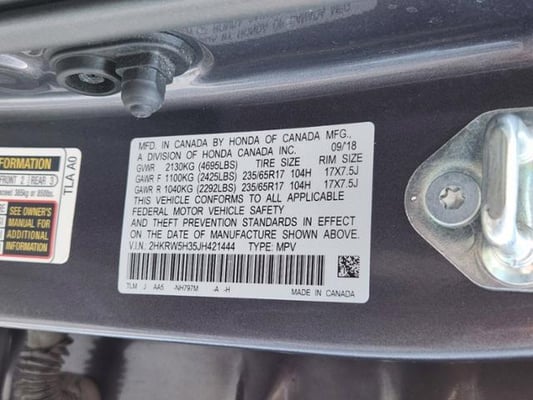 MFD. IN CANADA BY HONDA OF CANADA MFG.,
A DIVISION OF HONDA CANADA INC. 09/18
GVWR 2130KG (4695LBS) TIRE SIZE RIM SIZE
GAWR F 1100KG (2425LBS) 235/65R17 104H 17X7.5J
GAWR R 1040KG (2292LBS) 235/65R17 104H 17X7.5J
THIS VEHICLE CONFORMS TO ALL APPLICABLE
FEDERAL MOTOR VEHICLE SAFETY
AND THEFT PREVENTION STANDARDS IN EFFECT
ON THE DATE OF MANUFACTURE SHOWN ABOVE.
V.I.N.: 2HKRW5H35JH421444 TYPE: MPV
TLM J AA5 -NH797M -A -H MADE IN CANADA
TLA A0
FRONT 2 REAR 3
SEE OWNER'S
MANUAL FOR
ADDITIONAL
INFORMATION